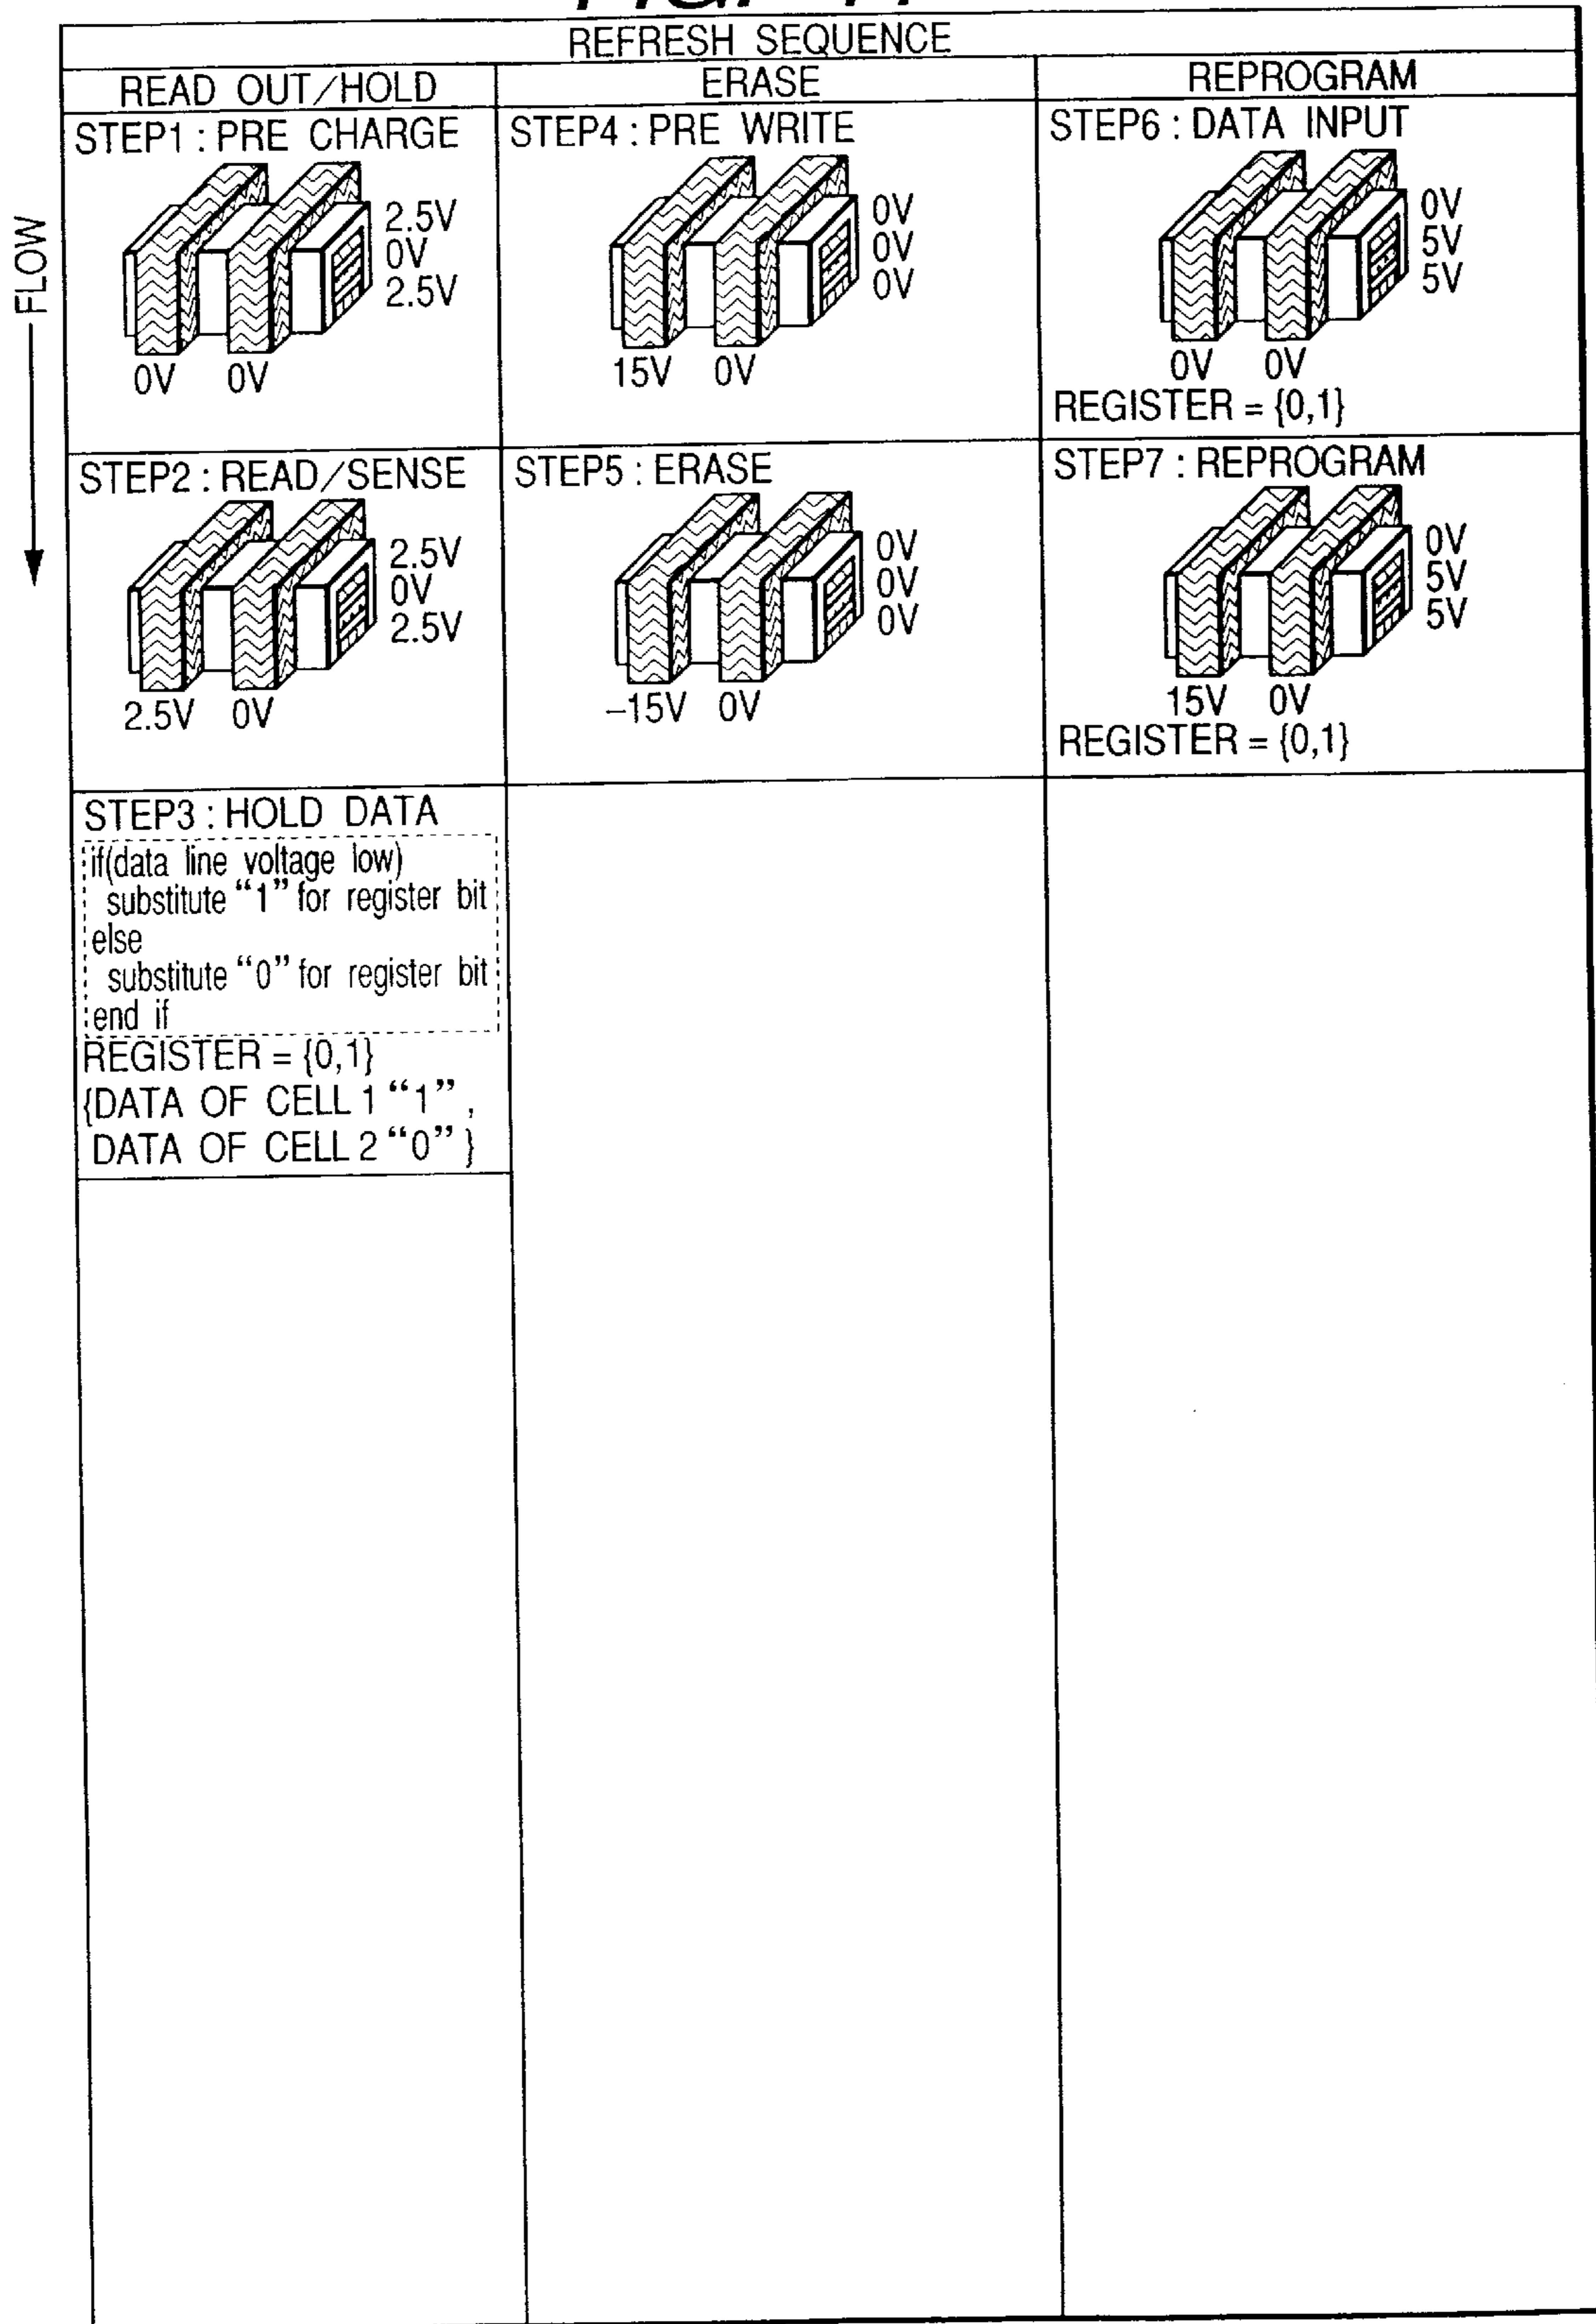 REFRESH SEQUENCE
READ OUT/HOLD
ERASE
REPROGRAM
FLOW
STEP1 : PRE CHARGE
2.5V
0V
2.5V
0V 0V
STEP2 : READ/SENSE
2.5V
0V
2.5V
2.5V 0V
STEP3 : HOLD DATA
if(data line voltage low)
substitute “1” for register bit
else
substitute “0” for register bit
end if
REGISTER = {0,1}
{DATA OF CELL 1 “1” ,
DATA OF CELL 2 “0” }
STEP4 : PRE WRITE
0V
0V
0V
15V 0V
STEP5 : ERASE
0V
0V
0V
–15V 0V
STEP6 : DATA INPUT
0V
5V
5V
0V 0V
REGISTER = {0,1}
STEP7 : REPROGRAM
0V
5V
5V
15V 0V
REGISTER = {0,1}